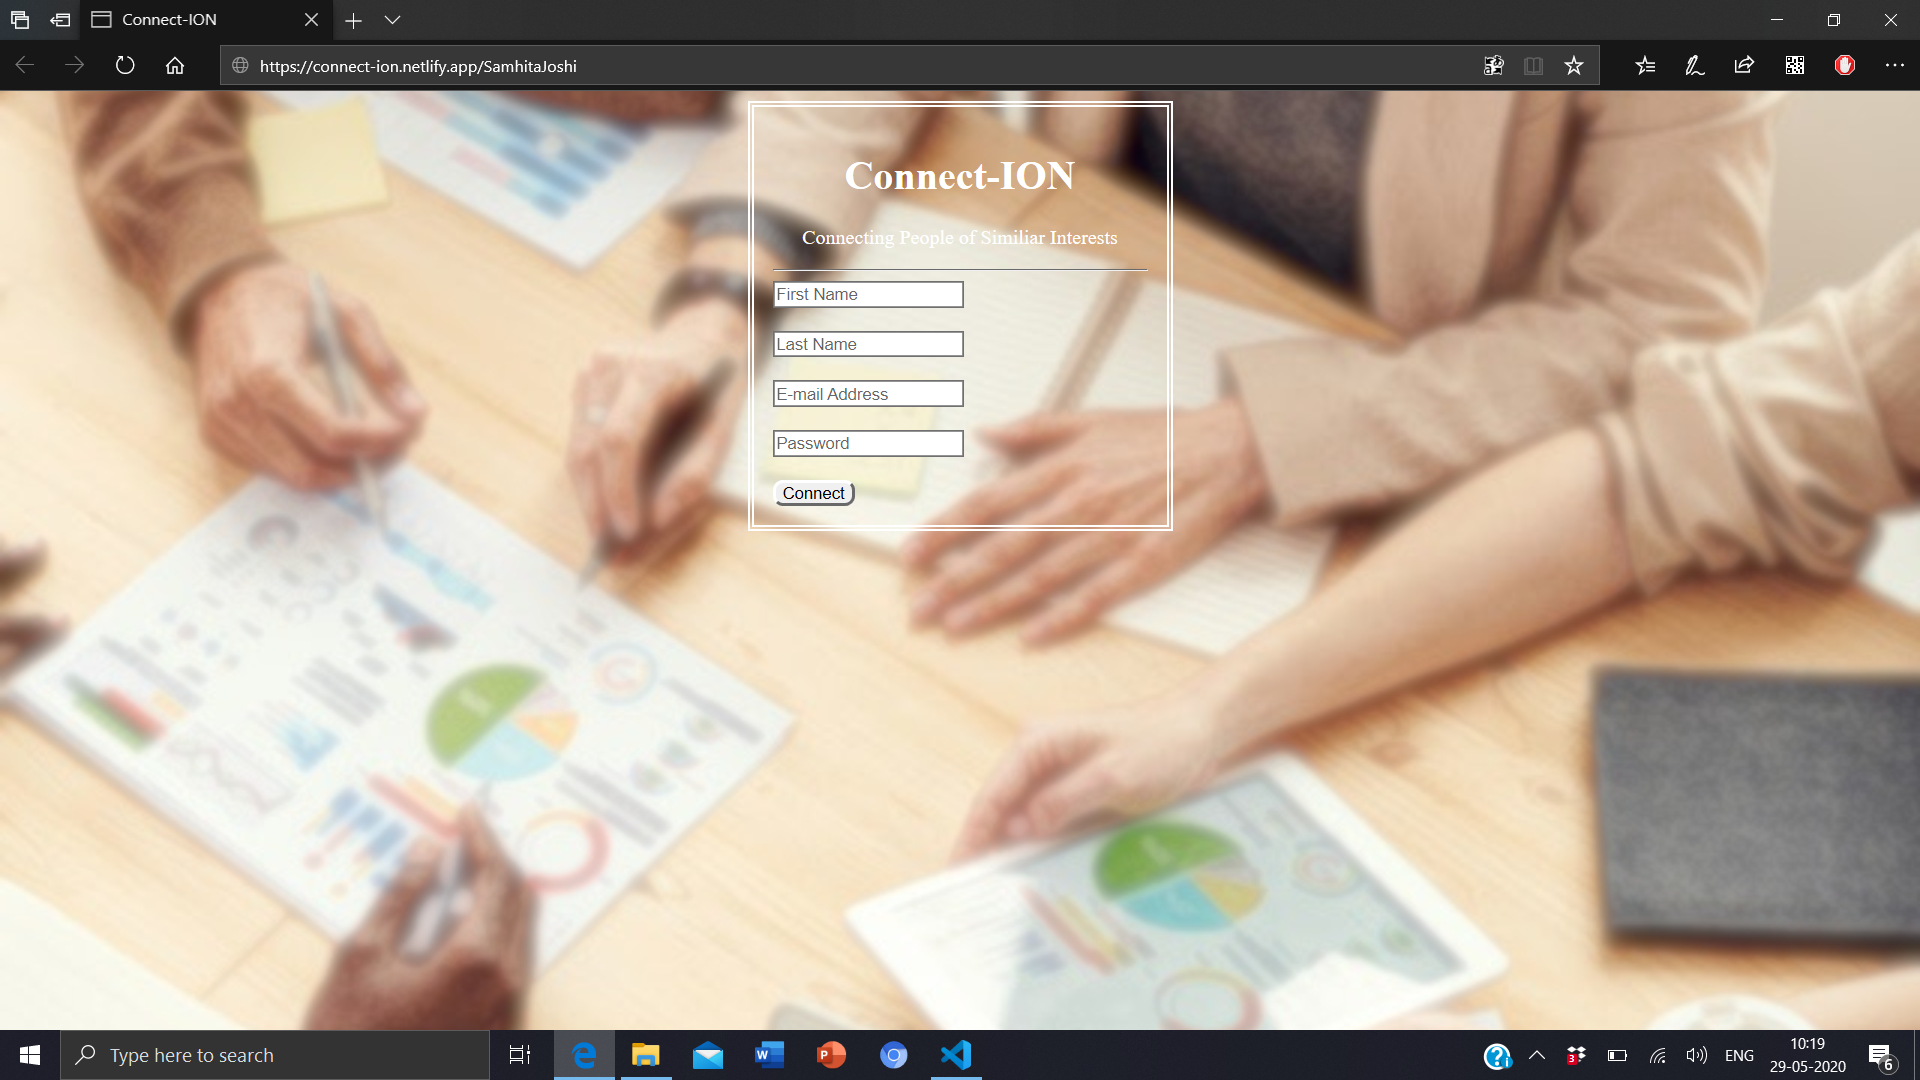 Connect-ION
https://connect-ion.netlify.app/SamhitaJoshi
Connect-ION
Connecting People of Similiar Interests
First Name
Last Name
E-mail Address
Password
Connect
Type here to search
3
ENG
10:19
29-05-2020
6